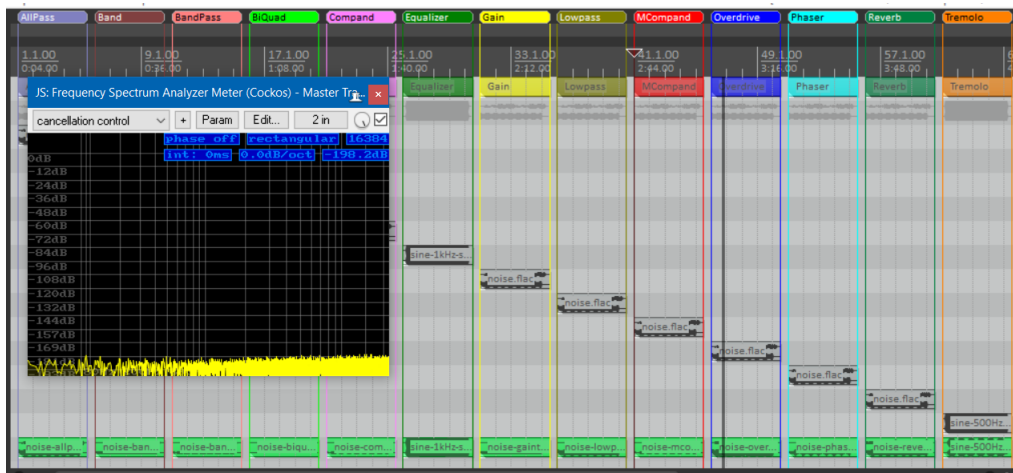 AllPass Band BandPass BiQuad Compand Equalizer Gain Lowpass MCompand Overdrive Phaser Reverb Tremolo
1.1.00 9.1.00 17.1.00 25.1.00 33.1.00 41.1.00 49.1.00 57.1.00
0:04.00 0:36.00 1:08.00 1:40.00 2:12.00 2:44.00 3:16.00 3:48.00
Equalizer Gain Lowpass MCompand Overdrive Phaser Reverb Tremolo
JS: Frequency Spectrum Analyzer Meter (Cockos) - Master Tr...
cancellation control + Param Edit... 2 in
phase off rectangular 16384
int: 0ms 0.0dB/oct -198.2dB
0dB
-12dB
-24dB
-36dB
-48dB
-60dB
-72dB
-84dB
-96dB
-108dB
-120dB
-132dB
-144dB
-157dB
-169dB
sine-1kHz-s...
noise.flac
noise.flac
noise.flac
noise.flac
noise.flac
noise.flac
sine-500Hz...
noise-allp... noise-ban... noise-ban... noise-biqu... noise-com... sine-1kHz-s... noise-gaint... noise-lowp... noise-mco... noise-over... noise-phas... noise-reve... sine-500Hz...